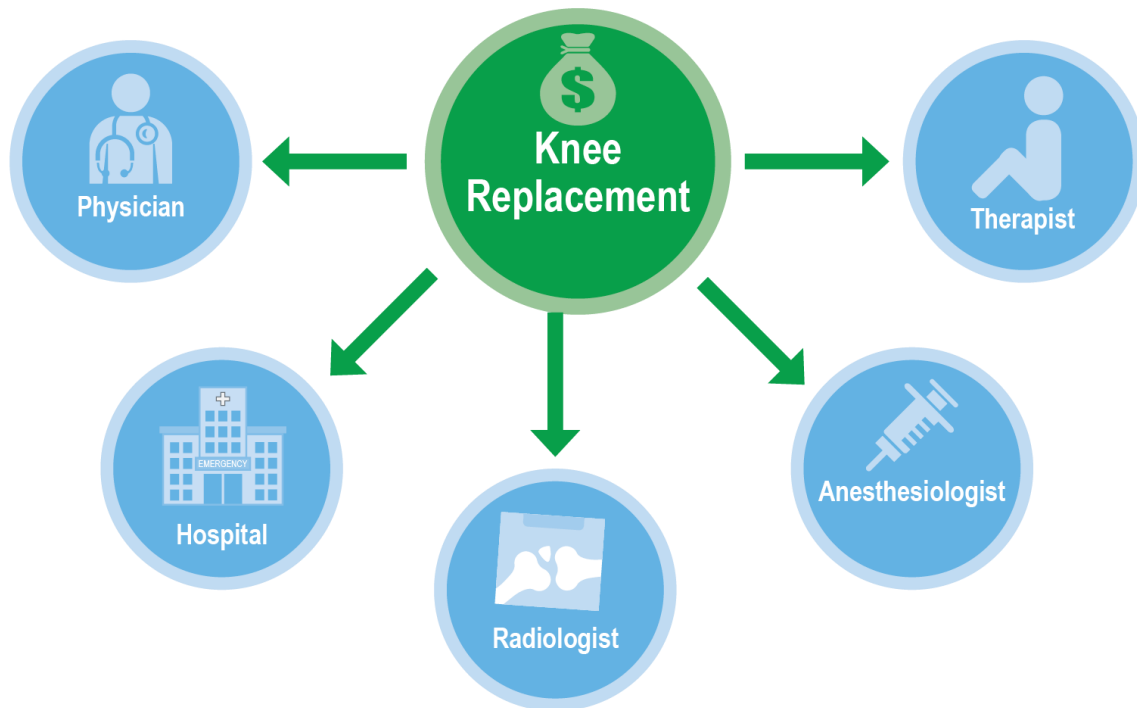 $
Knee
Replacement
Physician
Therapist
EMERGENCY
Hospital
Anesthesiologist
Radiologist